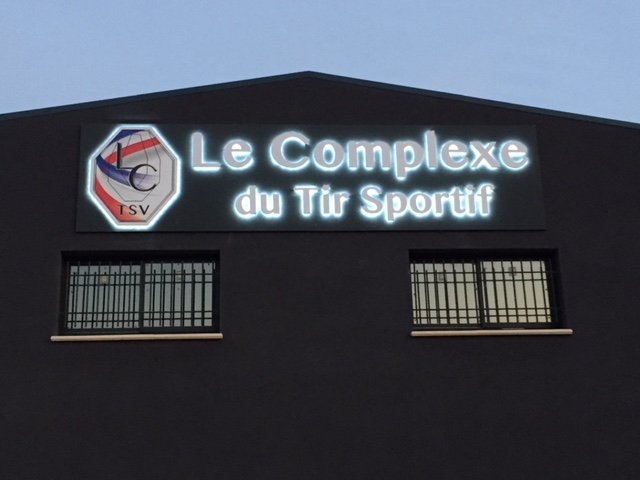 LC
TSV
Le Complexe
du Tir Sportif